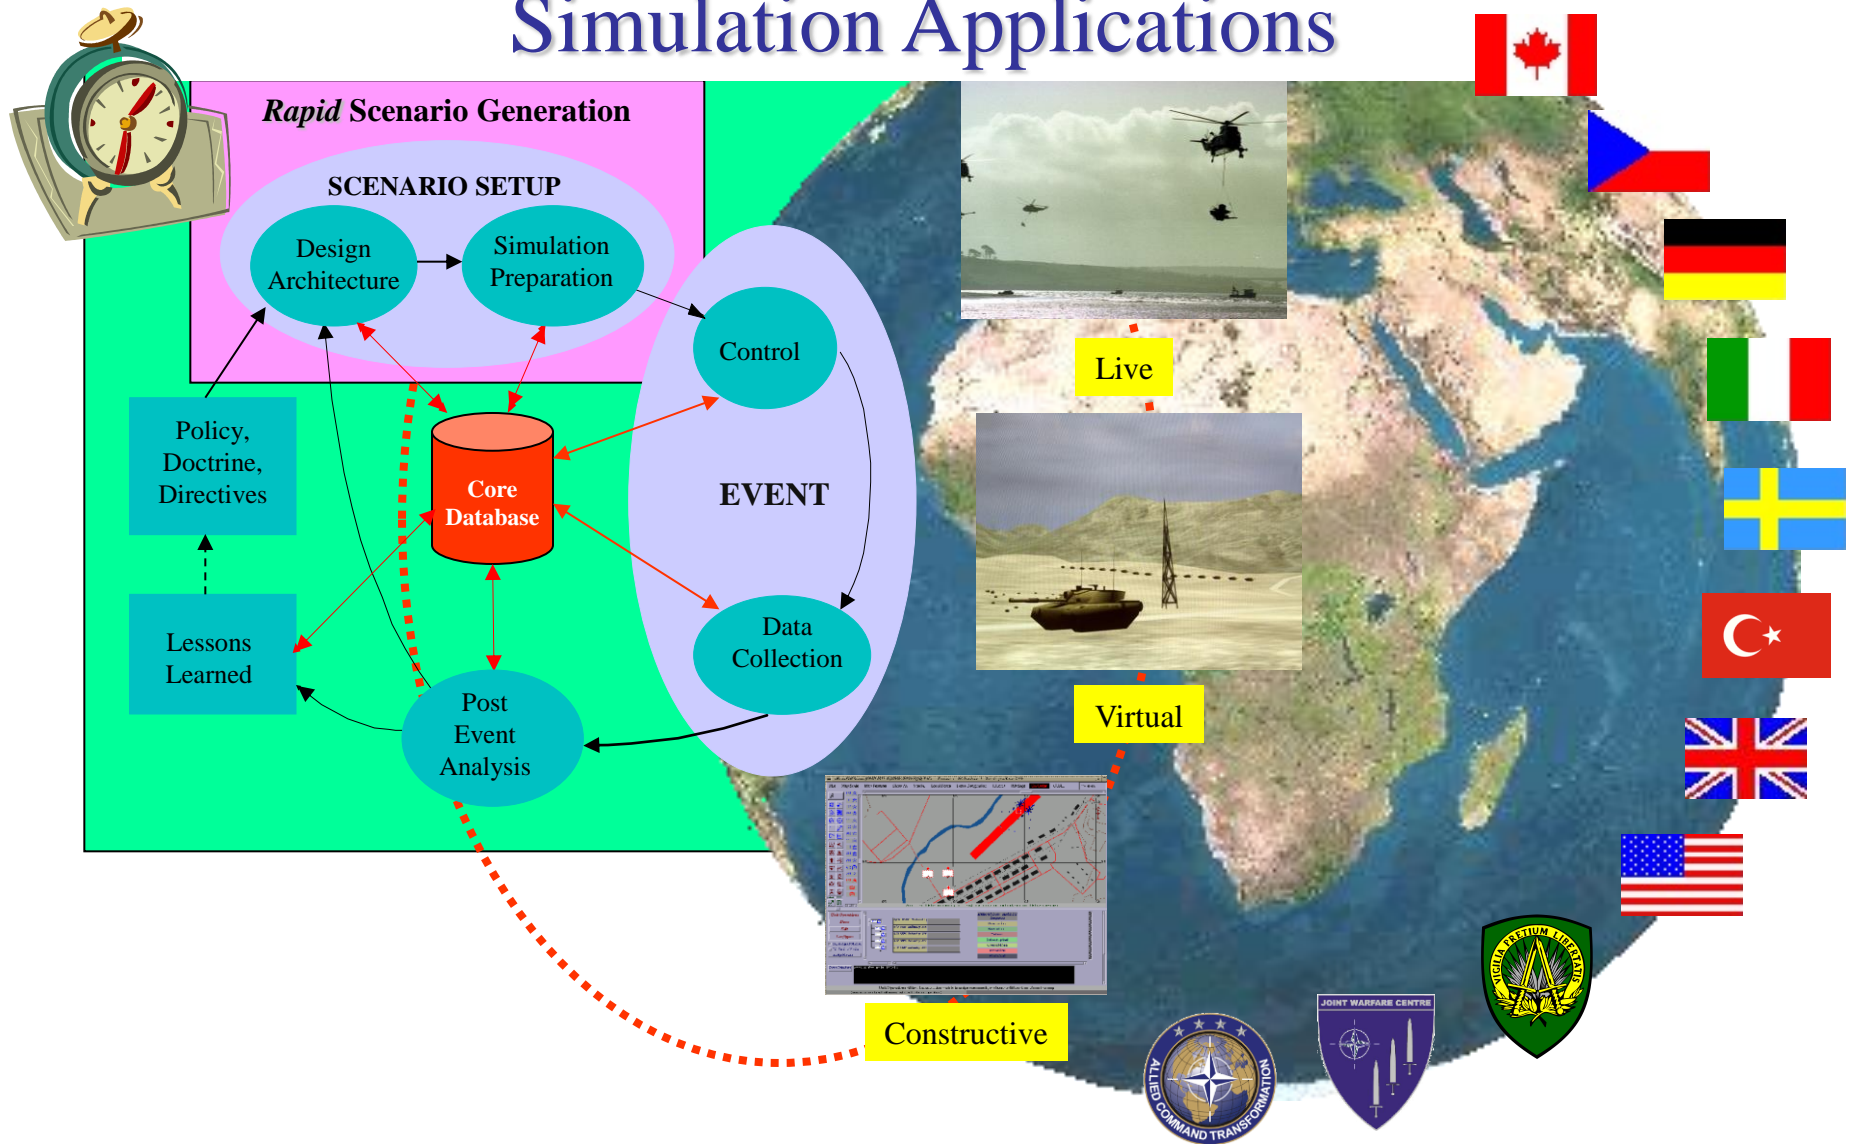 Simulation Applications
Rapid Scenario Generation
SCENARIO SETUP
Design
Architecture
Simulation
Preparation
Control
EVENT
Data
Collection
Policy,
Doctrine,
Directives
Core
Database
Lessons
Learned
Post
Event
Analysis
Live
Virtual
Constructive
VIGILIA PRETIUM LIBERTATIS
JOINT WARFARE CENTRE
ALLIED COMMAND TRANSFORMATION